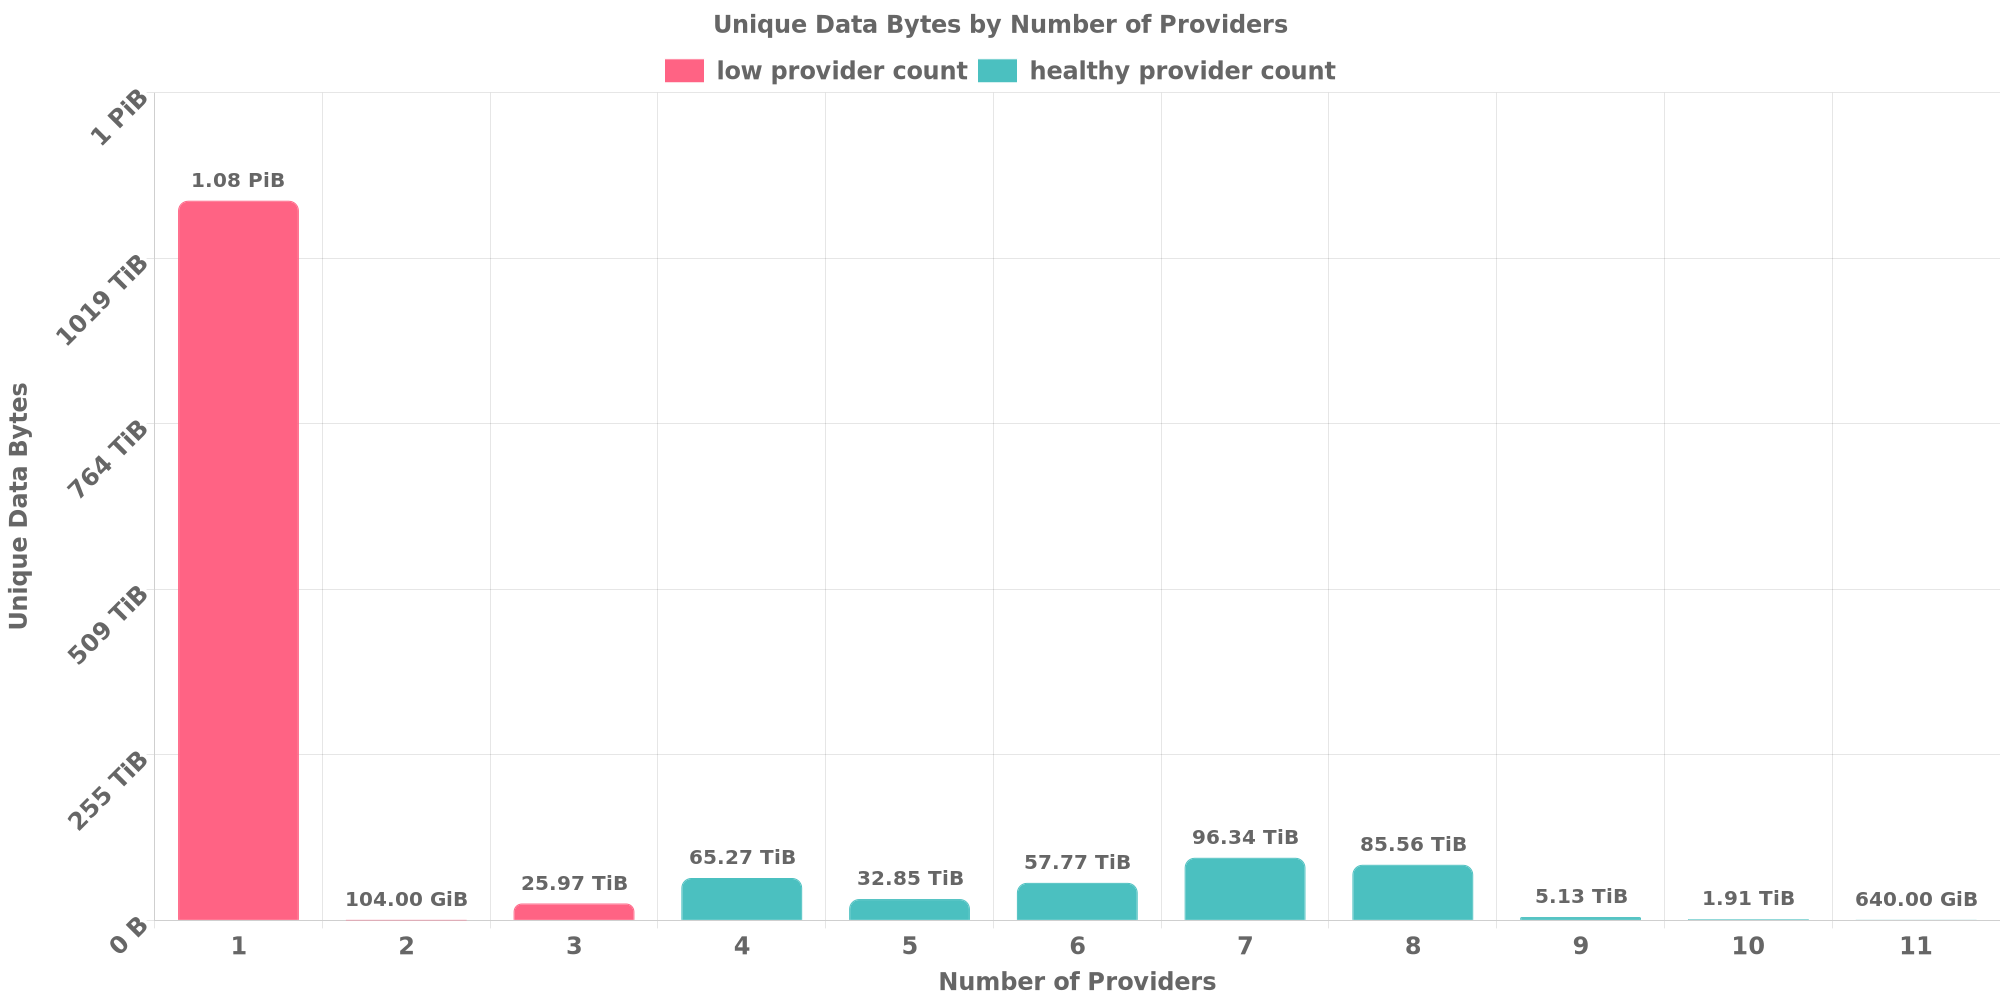 Unique Data Bytes by Number of Providers
low provider count healthy provider count
1 PiB
1019 TiB
764 TiB
509 TiB
255 TiB
0 B
Unique Data Bytes
1.08 PiB
104.00 GiB
25.97 TiB
65.27 TiB
32.85 TiB
57.77 TiB
96.34 TiB
85.56 TiB
5.13 TiB
1.91 TiB
640.00 GiB
1 2 3 4 5 6 7 8 9 10 11
Number of Providers